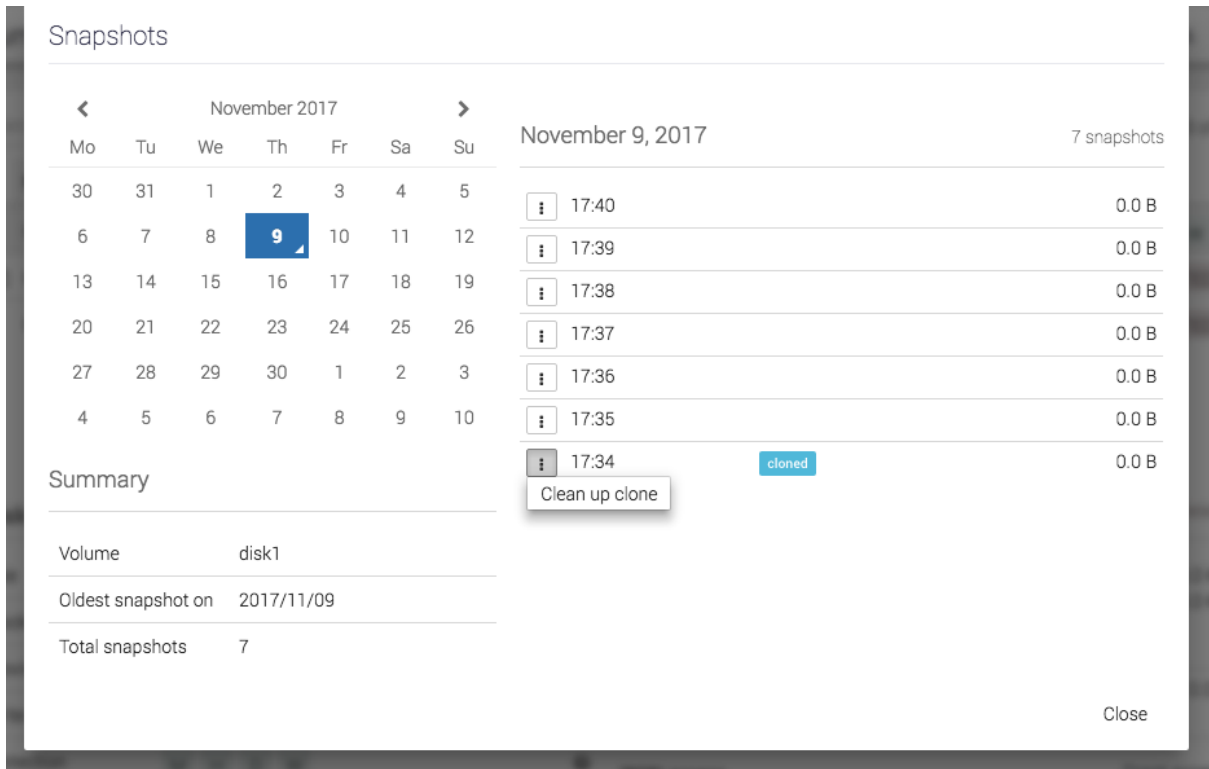 Snapshots
November 2017
Mo Tu We Th Fr Sa Su
30 31 1 2 3 4 5
6 7 8 9 10 11 12
13 14 15 16 17 18 19
20 21 22 23 24 25 26
27 28 29 30 1 2 3
4 5 6 7 8 9 10
Summary
Volume disk1
Oldest snapshot on 2017/11/09
Total snapshots 7
November 9, 2017 7 snapshots
17:40 0.0 B
17:39 0.0 B
17:38 0.0 B
17:37 0.0 B
17:36 0.0 B
17:35 0.0 B
17:34 cloned 0.0 B
Clean up clone
Close